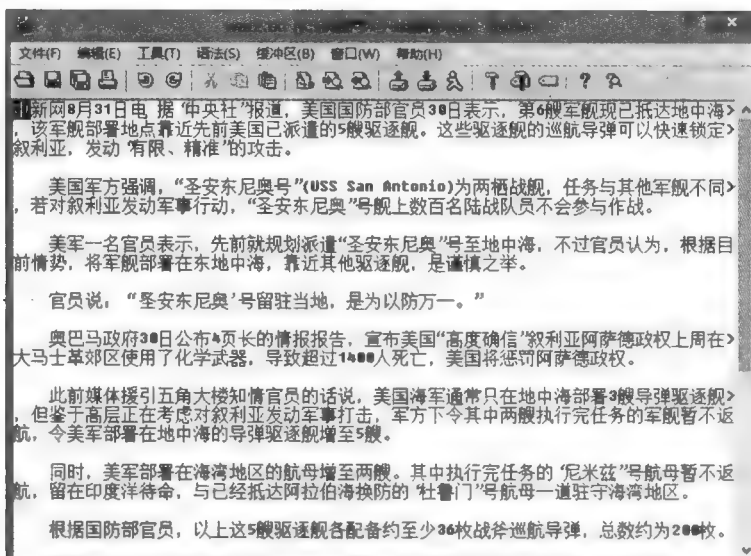 文件(F) 编辑(E) 工具(T) 语法(S) 缓冲区(B) 窗口(W) 帮助(H)
新网8月31日电 据“中央社”报道，美国国防部官员30日表示，第6艘军舰现已抵达地中海>
，该军舰部署地点靠近先前美国已派遣的5艘驱逐舰。这些驱逐舰的巡航导弹可以快速锁定>
叙利亚，发动“有限、精准”的攻击。
美国军方强调，“圣安东尼奥号”(USS San Antonio)为两栖战舰，任务与其他军舰不同>
，若对叙利亚发动军事行动，“圣安东尼奥”号舰上数百名陆战队员不会参与作战。
美军一名官员表示，先前就规划派遣“圣安东尼奥”号至地中海，不过官员认为，根据目
前情势，将军舰部署在东地中海，靠近其他驱逐舰，是谨慎之举。
官员说，“圣安东尼奥’号留驻当地，是为以防万一。”
奥巴马政府30日公布4页长的情报报告，宣布美国“高度确信”叙利亚阿萨德政权上周在>
大马士革郊区使用了化学武器，导致超过1400人死亡，美国将惩罚阿萨德政权。
此前媒体援引五角大楼知情官员的话说，美国海军通常只在地中海部署3艘导弹驱逐舰>
，但鉴于高层正在考虑对叙利亚发动军事打击，军方下令其中两艘执行完任务的军舰暂不返
航，令美军部署在地中海的导弹驱逐舰增至5艘。
同时，美军部署在海湾地区的航母增至两艘。其中执行完任务的“尼米兹”号航母暂不返
航，留在印度洋待命，与已经抵达阿拉伯海换防的“杜鲁门”号航母一道驻守海湾地区。
根据国防部官员，以上这5艘驱逐舰各配备约至少36枚战斧巡航导弹，总数约为200枚。